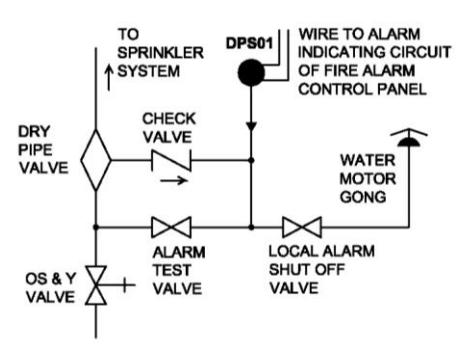 TO
SPRINKLER
SYSTEM
DPS01
WIRE TO ALARM
INDICATING CIRCUIT
OF FIRE ALARM
CONTROL PANEL
DRY
PIPE
VALVE
CHECK
VALVE
WATER
MOTOR
GONG
ALARM
TEST
VALVE
LOCAL ALARM
SHUT OFF
VALVE
OS & Y
VALVE